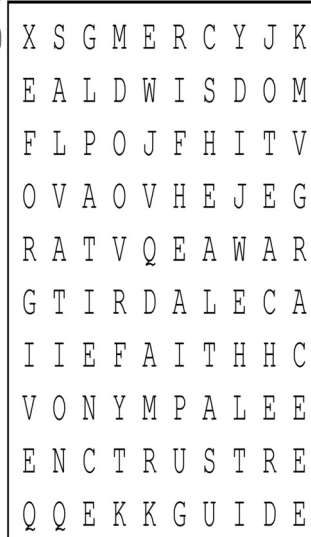 X S G M E R C Y J K
E A L D W I S D O M
F L P O J F H I T V
O V A O V H E J E G
R A T V Q E A W A R
G T I R D A L E C A
I I E F A I T H H C
V O N Y M P A L E E
E N C T R U S T R E
Q Q E K K G U I D E